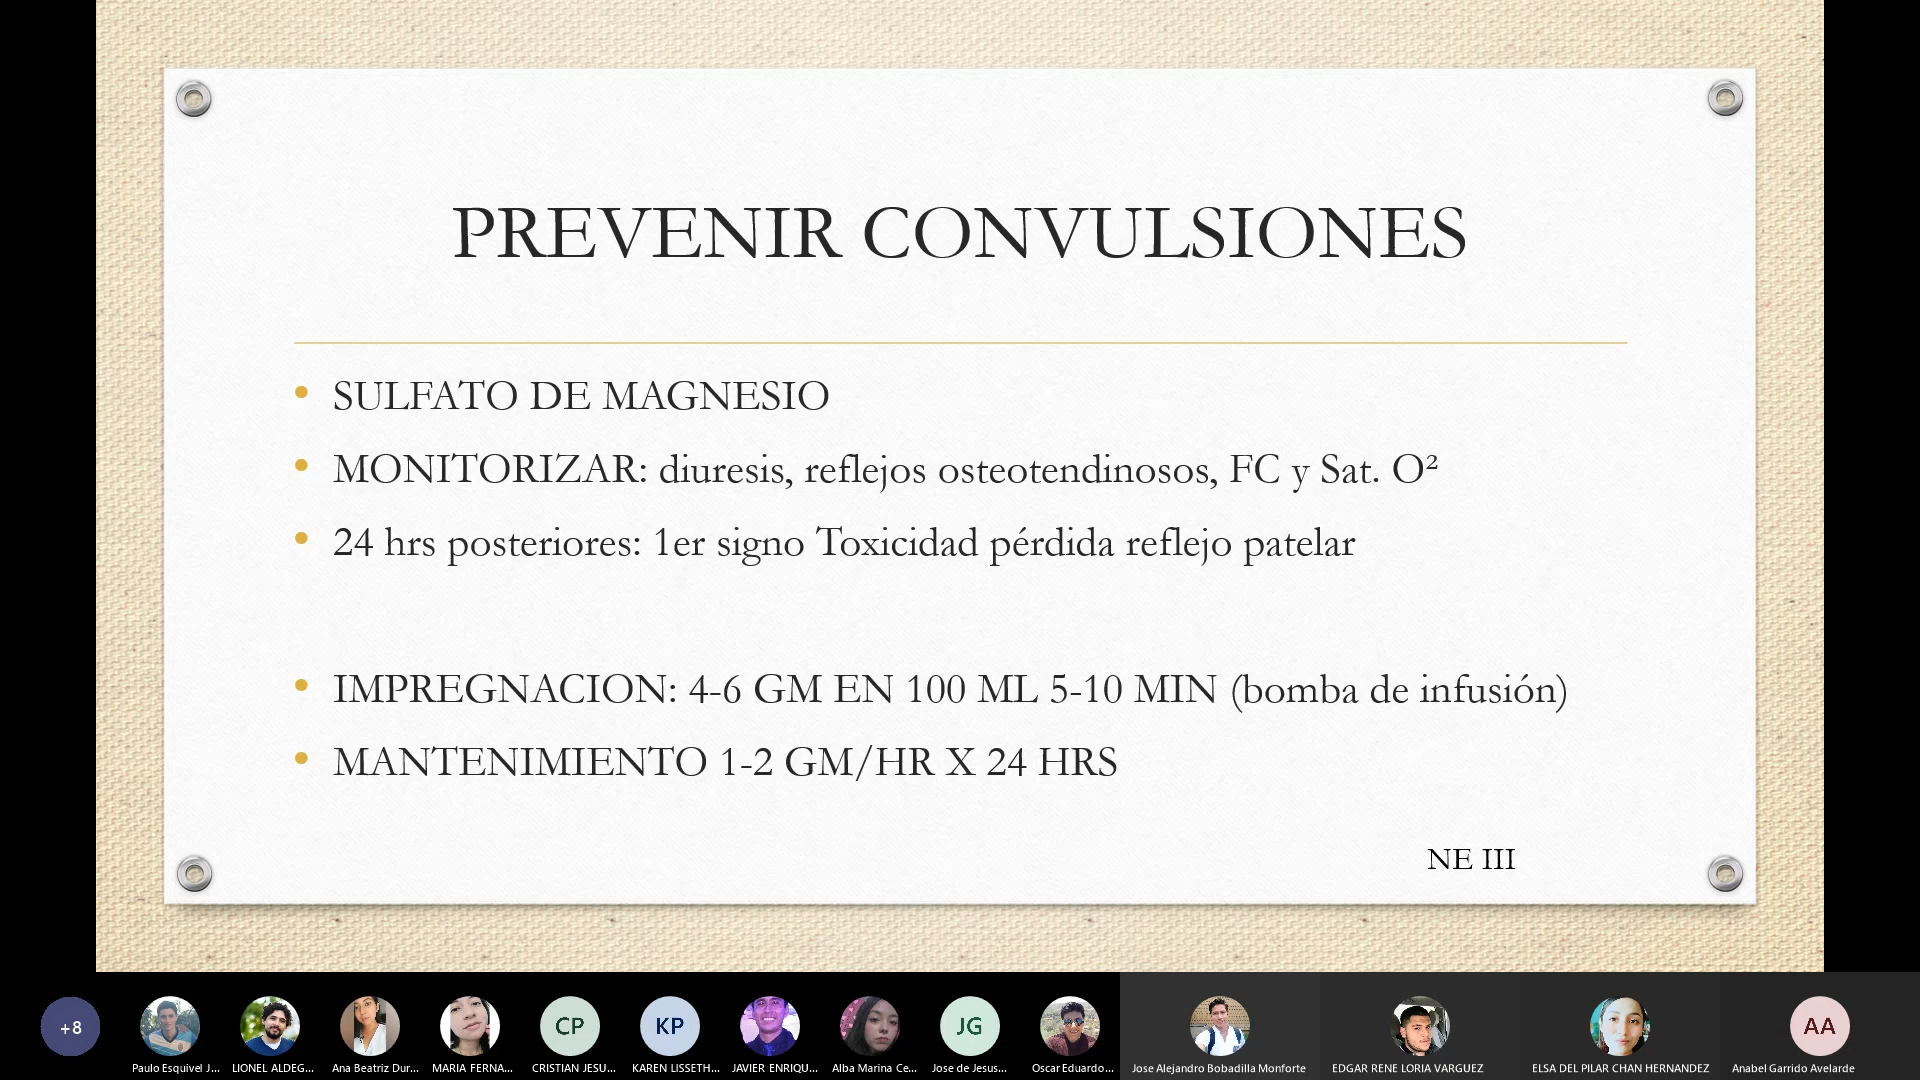 PREVENIR CONVULSIONES
• SULFATO DE MAGNESIO
• MONITORIZAR: diuresis, reflejos osteotendinosos, FC y Sat. O²
• 24 hrs posteriores: 1er signo Toxicidad pérdida reflejo patelar
• IMPREGNACION: 4-6 GM EN 100 ML 5-10 MIN (bomba de infusión)
• MANTENIMIENTO 1-2 GM/HR X 24 HRS
NE III
+8
CP
KP
JG
AA
Paulo Esquivel J...
LIONEL ALDEG...
Ana Beatriz Dur...
MARIA FERNA...
CRISTIAN JESU...
KAREN LISSETH...
JAVIER ENRIQU...
Alba Marina Ce...
Jose de Jesus...
Oscar Eduardo...
Jose Alejandro Bobadilla Monforte
EDGAR RENE LORIA VARGUEZ
ELSA DEL PILAR CHAN HERNANDEZ
Anabel Garrido Avelarde